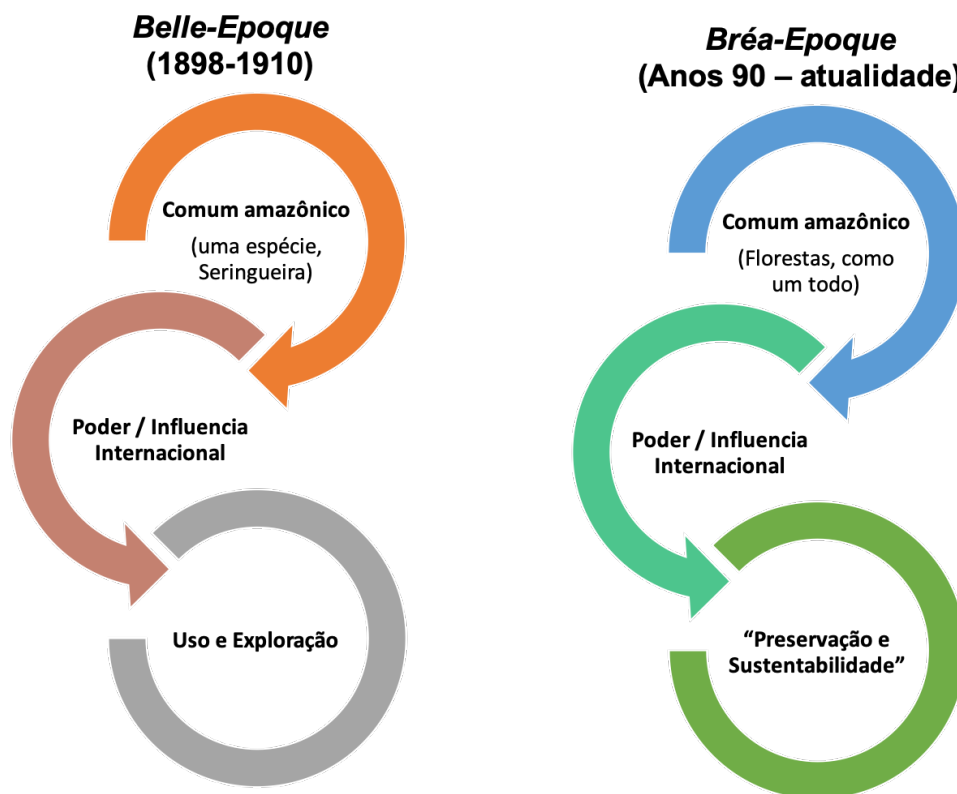 Belle-Epoque
(1898-1910)
Comum amazônico
(uma espécie,
Seringueira)
Poder / Influencia
Internacional
Uso e Exploração
Bréa-Epoque
(Anos 90 – atualidade)
Comum amazônico
(Florestas, como
um todo)
Poder / Influencia
Internacional
“Preservação e
Sustentabilidade”